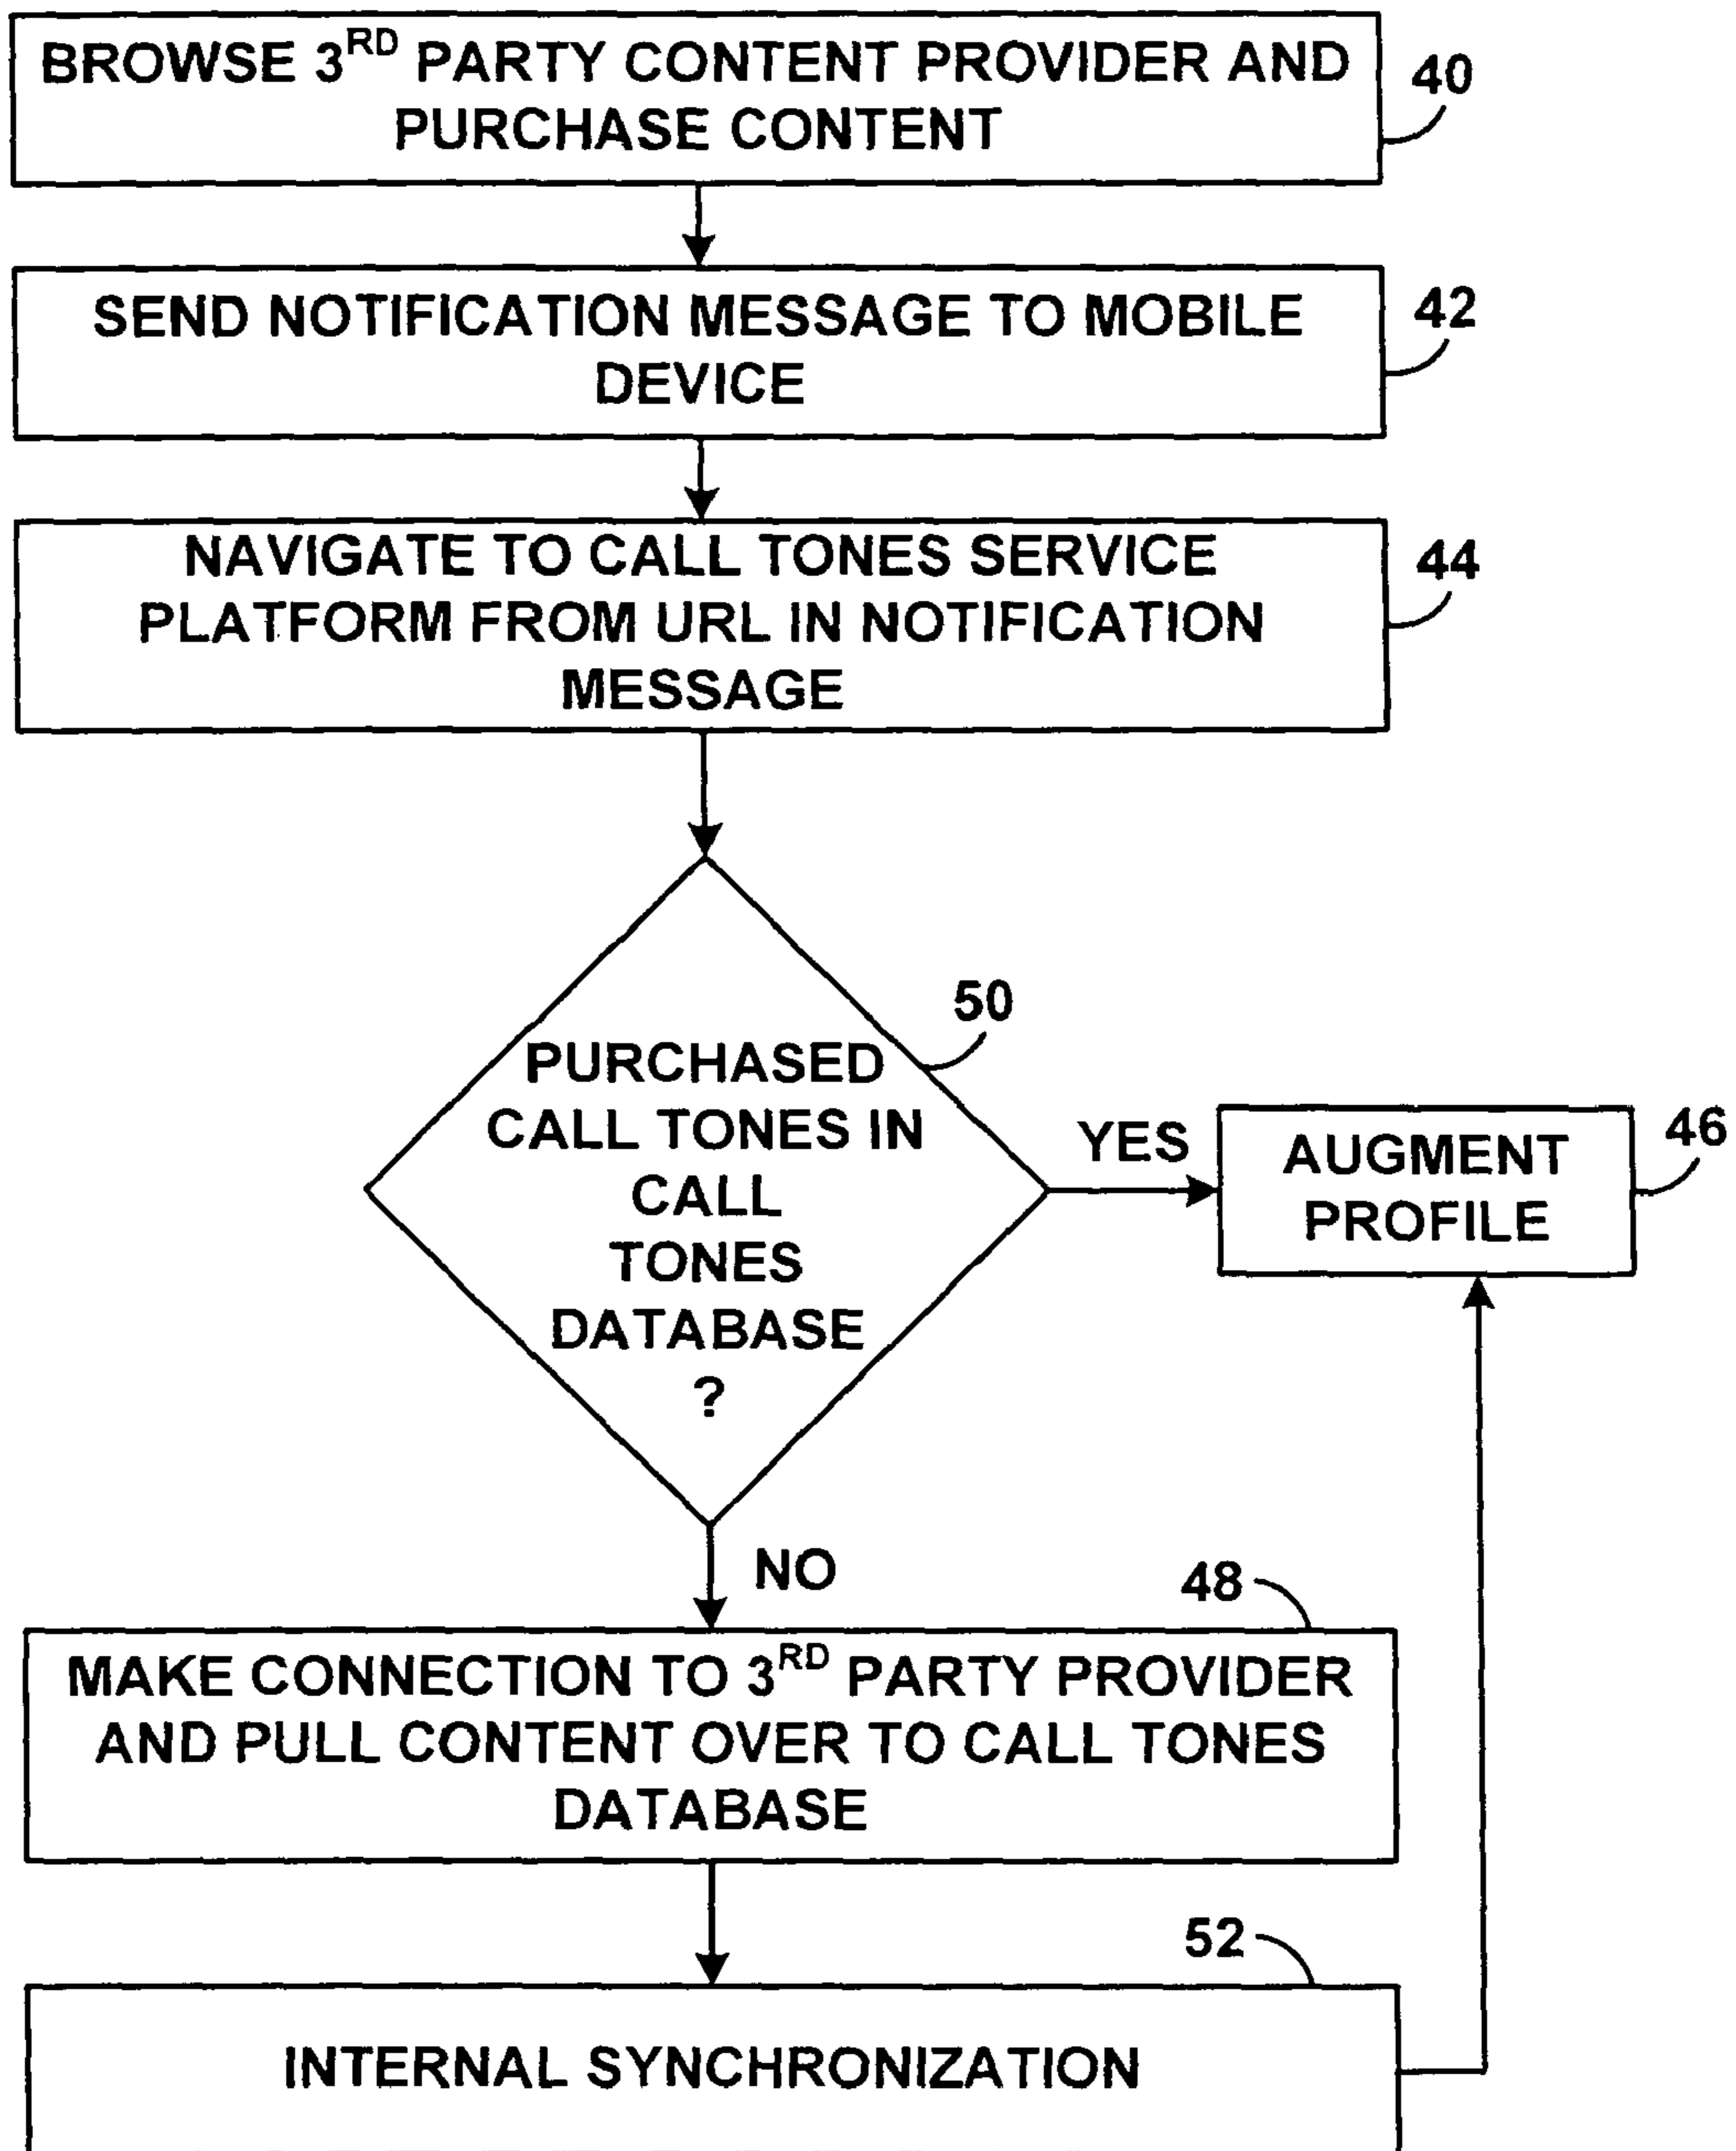 BROWSE 3RD PARTY CONTENT PROVIDER AND
PURCHASE CONTENT
40
SEND NOTIFICATION MESSAGE TO MOBILE
DEVICE
42
NAVIGATE TO CALL TONES SERVICE
PLATFORM FROM URL IN NOTIFICATION
MESSAGE
44
50
PURCHASED
CALL TONES IN
CALL
TONES
DATABASE
?
YES
AUGMENT
PROFILE
46
NO
48
MAKE CONNECTION TO 3RD PARTY PROVIDER
AND PULL CONTENT OVER TO CALL TONES
DATABASE
52
INTERNAL SYNCHRONIZATION